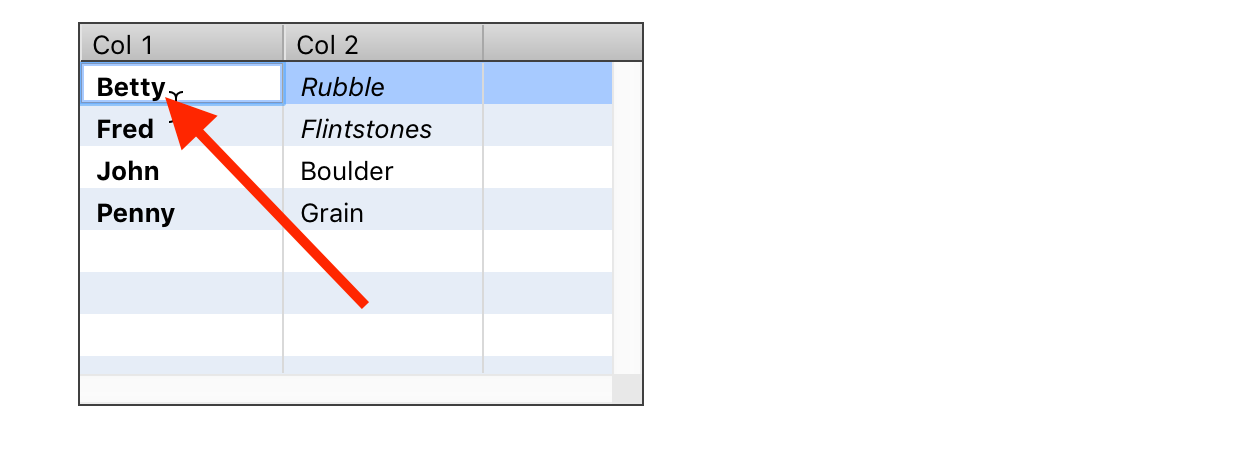 Col 1 Col 2
Betty Rubble
Fred Flintstones
John Boulder
Penny Grain